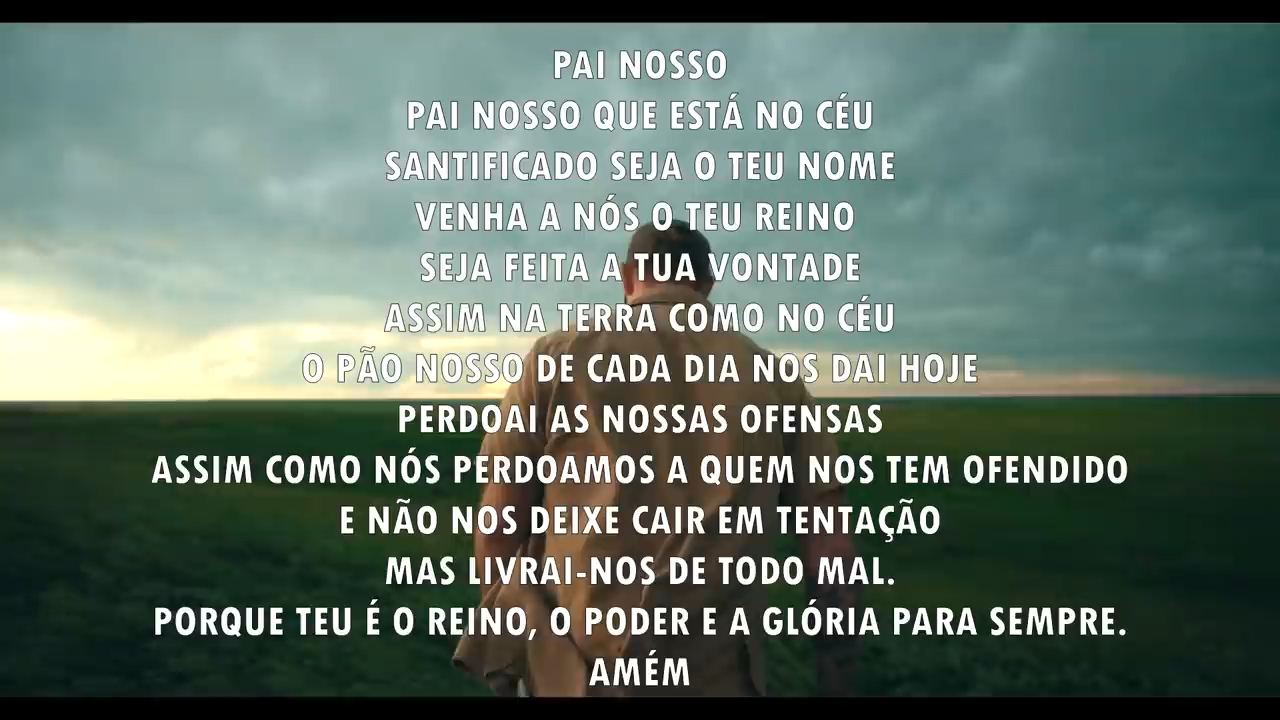 PAI NOSSO
PAI NOSSO QUE ESTÁ NO CÉU
SANTIFICADO SEJA O TEU NOME
VENHA A NÓS O TEU REINO
SEJA FEITA A TUA VONTADE
ASSIM NA TERRA COMO NO CÉU
O PÃO NOSSO DE CADA DIA NOS DAI HOJE
PERDOAI AS NOSSAS OFENSAS
ASSIM COMO NÓS PERDOAMOS A QUEM NOS TEM OFENDIDO
E NÃO NOS DEIXE CAIR EM TENTAÇÃO
MAS LIVRAI-NOS DE TODO MAL.
PORQUE TEU É O REINO, O PODER E A GLÓRIA PARA SEMPRE.
AMÉM